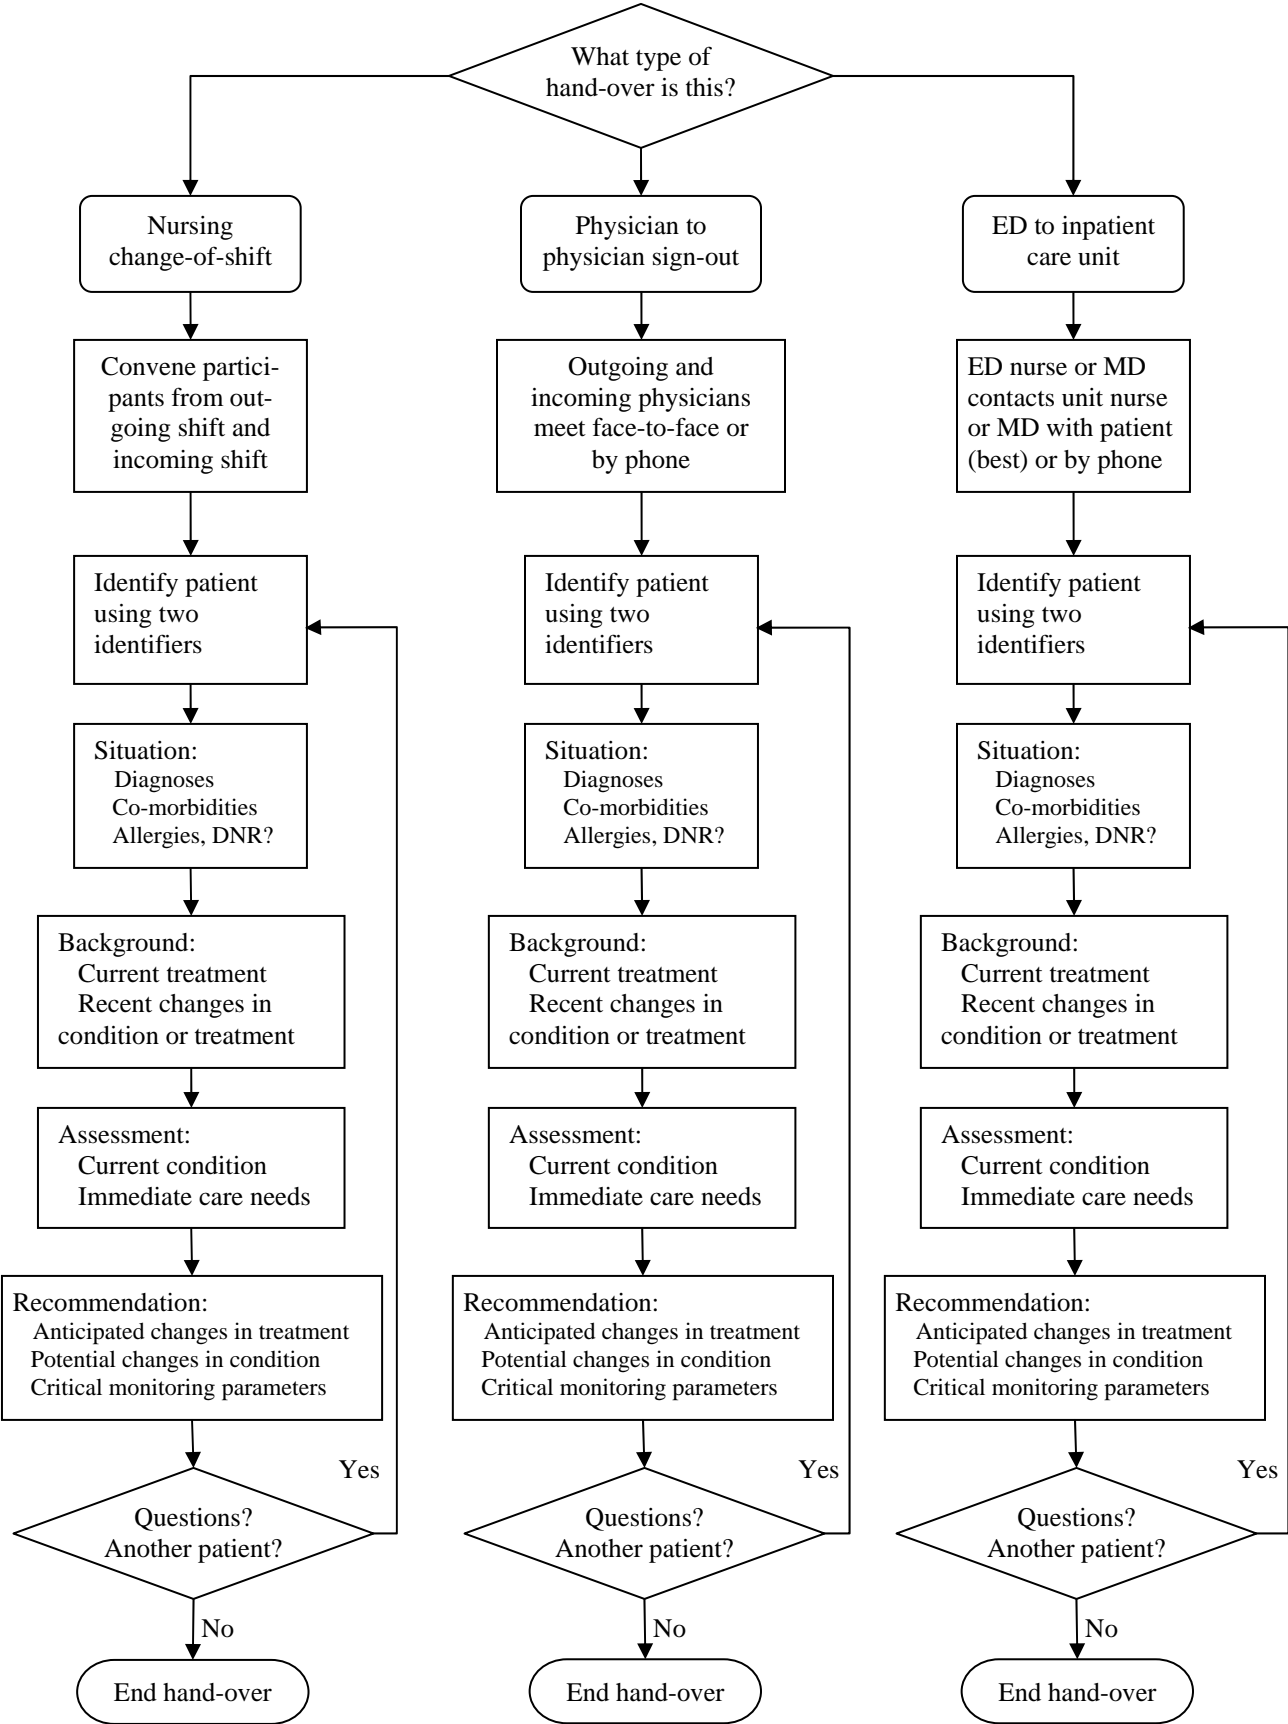 What type of
hand-over is this?
Nursing
change-of-shift
Convene partici-
pants from out-
going shift and
incoming shift
Identify patient
using two
identifiers
Situation:
Diagnoses
Co-morbidities
Allergies, DNR?
Background:
Current treatment
Recent changes in
condition or treatment
Assessment:
Current condition
Immediate care needs
Recommendation:
Anticipated changes in treatment
Potential changes in condition
Critical monitoring parameters
Yes
Questions?
Another patient?
No
End hand-over
Physician to
physician sign-out
Outgoing and
incoming physicians
meet face-to-face or
by phone
Identify patient
using two
identifiers
Situation:
Diagnoses
Co-morbidities
Allergies, DNR?
Background:
Current treatment
Recent changes in
condition or treatment
Assessment:
Current condition
Immediate care needs
Recommendation:
Anticipated changes in treatment
Potential changes in condition
Critical monitoring parameters
Yes
Questions?
Another patient?
No
End hand-over
ED to inpatient
care unit
ED nurse or MD
contacts unit nurse
or MD with patient
(best) or by phone
Identify patient
using two
identifiers
Situation:
Diagnoses
Co-morbidities
Allergies, DNR?
Background:
Current treatment
Recent changes in
condition or treatment
Assessment:
Current condition
Immediate care needs
Recommendation:
Anticipated changes in treatment
Potential changes in condition
Critical monitoring parameters
Yes
Questions?
Another patient?
No
End hand-over